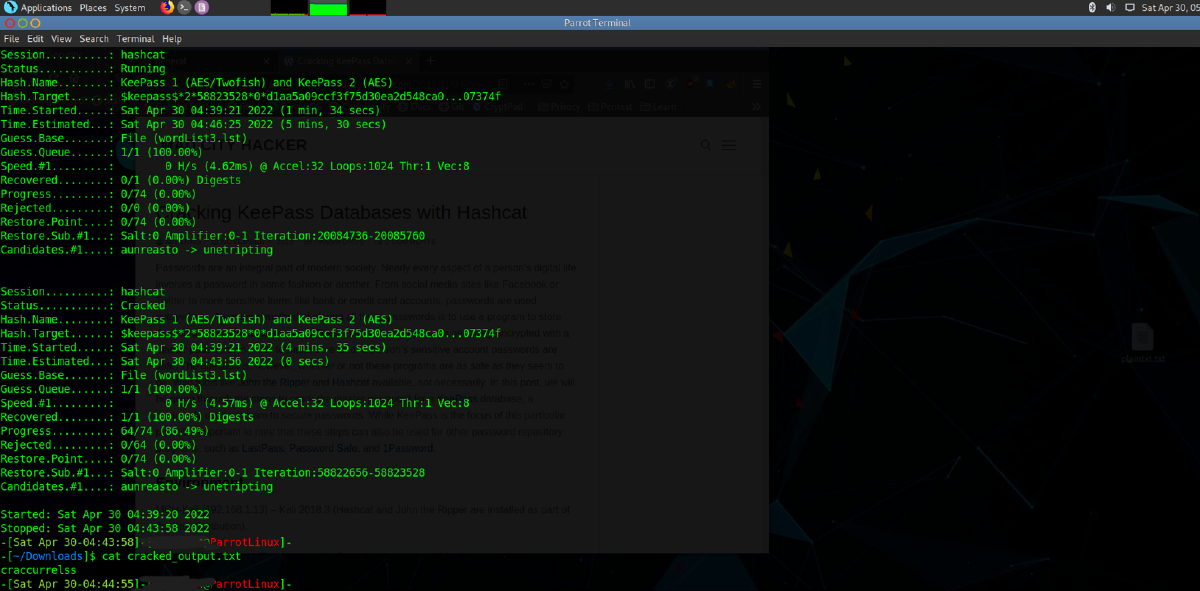 Applications Places System
Sat Apr 30, 05
Parrot Terminal
File Edit View Search Terminal Help
Session..........: hashcat
Status...........: Running
Hash.Name........: KeePass 1 (AES/Twofish) and KeePass 2 (AES)
Hash.Target......: $keepass$*2*58823528*0*d1aa5a09ccf3f75d30ea2d548ca0...07374f
Time.Started.....: Sat Apr 30 04:39:21 2022 (1 min, 34 secs)
Time.Estimated...: Sat Apr 30 04:46:25 2022 (5 mins, 30 secs)
Guess.Base.......: File (wordList3.lst)
Guess.Queue......: 1/1 (100.00%)
Speed.#1.........: 0 H/s (4.62ms) @ Accel:32 Loops:1024 Thr:1 Vec:8
Recovered........: 0/1 (0.00%) Digests
Progress.........: 0/74 (0.00%)
Rejected.........: 0/0 (0.00%)
Restore.Point....: 0/74 (0.00%)
Restore.Sub.#1...: Salt:0 Amplifier:0-1 Iteration:20084736-20085760
Candidates.#1....: aunreasto -> unetripting
Session..........: hashcat
Status...........: Cracked
Hash.Name........: KeePass 1 (AES/Twofish) and KeePass 2 (AES)
Hash.Target......: $keepass$*2*58823528*0*d1aa5a09ccf3f75d30ea2d548ca0...07374f
Time.Started.....: Sat Apr 30 04:39:21 2022 (4 mins, 35 secs)
Time.Estimated...: Sat Apr 30 04:43:56 2022 (0 secs)
Guess.Base.......: File (wordList3.lst)
Guess.Queue......: 1/1 (100.00%)
Speed.#1.........: 0 H/s (4.57ms) @ Accel:32 Loops:1024 Thr:1 Vec:8
Recovered........: 1/1 (100.00%) Digests
Progress.........: 64/74 (86.49%)
Rejected.........: 0/64 (0.00%)
Restore.Point....: 0/74 (0.00%)
Restore.Sub.#1...: Salt:0 Amplifier:0-1 Iteration:58822656-58823528
Candidates.#1....: aunreasto -> unetripting
Started: Sat Apr 30 04:39:20 2022
Stopped: Sat Apr 30 04:43:58 2022
-[Sat Apr 30-04:43:58]- @ParrotLinux]-
-[~/Downloads]$ cat cracked_output.txt
craccurrelss
-[Sat Apr 30-04:44:55]- ParrotLinux]-
HACKER
KeePass Databases with Hashcat